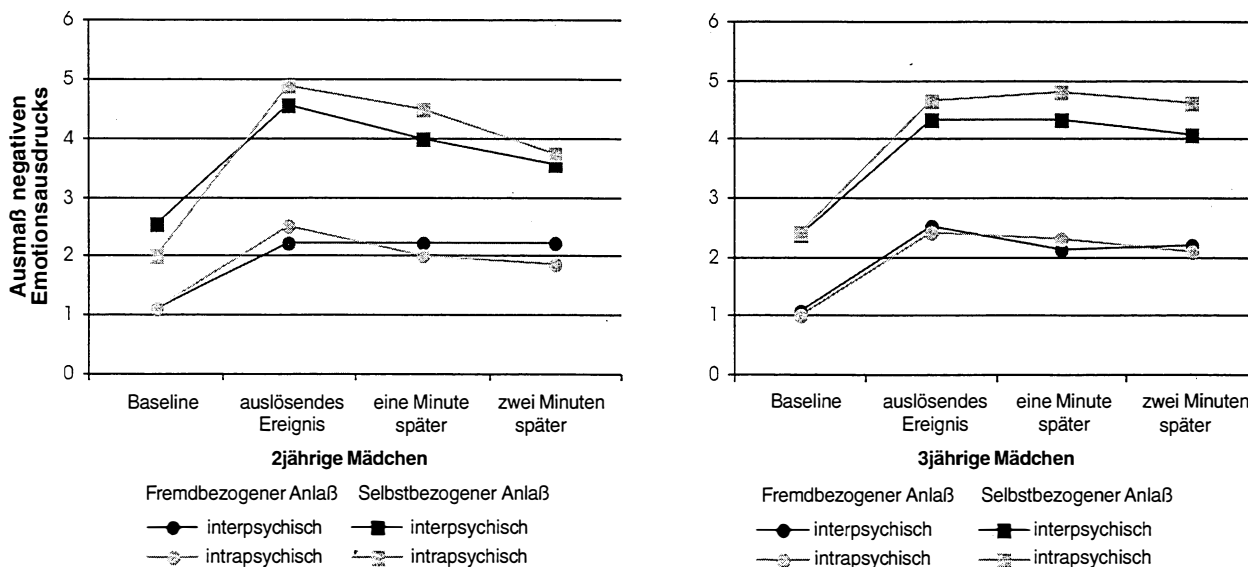 Ausmaß negativen
Emotionsausdrucks
6
5
4
3
2
1
0
Baseline
auslösendes
Ereignis
eine Minute
später
zwei Minuten
später
2jährige Mädchen
Fremdbezogener Anlaß Selbstbezogener Anlaß
interpsychisch interpsychisch
intrapsychisch intrapsychisch
6
5
4
3
2
1
0
Baseline
auslösendes
Ereignis
eine Minute
später
zwei Minuten
später
3jährige Mädchen
Fremdbezogener Anlaß Selbstbezogener Anlaß
interpsychisch interpsychisch
intrapsychisch intrapsychisch